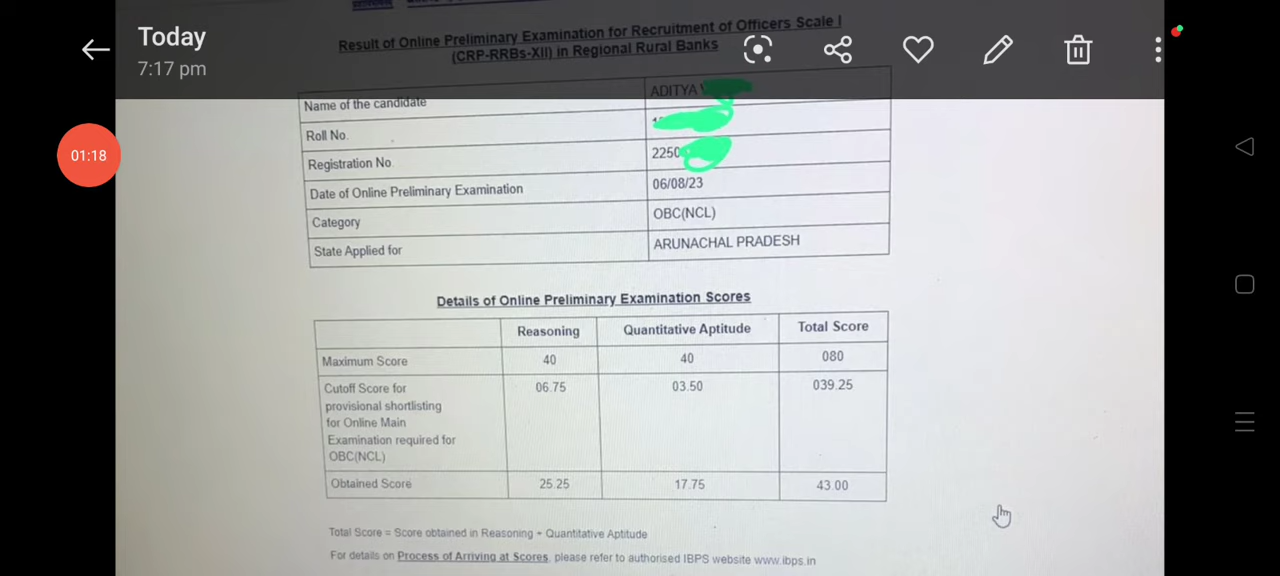 Today
7:17 pm
Result of Online Preliminary Examination for Recruitment of Officers Scale I
(CRP-RRBs-XII) in Regional Rural Banks
Name of the candidate ADITYA
Roll No.
Registration No. 2250
Date of Online Preliminary Examination 06/08/23
Category OBC(NCL)
State Applied for ARUNACHAL PRADESH
01:18
Details of Online Preliminary Examination Scores
Reasoning Quantitative Aptitude Total Score
Maximum Score 40 40 080
Cutoff Score for 06.75 03.50 039.25
provisional shortlisting
for Online Main
Examination required for
OBC(NCL)
Obtained Score 25.25 17.75 43.00
Total Score = Score obtained in Reasoning + Quantitative Aptitude
For details on Process of Arriving at Scores, please refer to authorised IBPS website www.ibps.in